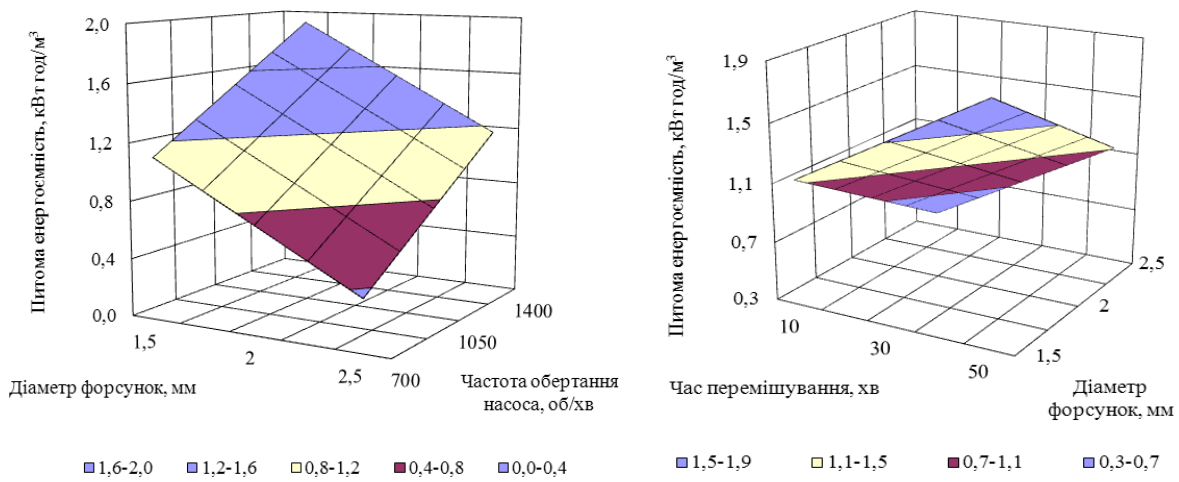 Питома енергоємність, кВт год/м³
2,0
1,6
1,2
0,8
0,4
0,0
1,5
2
2,5
700
1050
1400
Діаметр форсунок, мм
Частота обертання
насоса, об/хв
1,6-2,0 1,2-1,6 0,8-1,2 0,4-0,8 0,0-0,4
Питома енергоємність, кВт год/м³
1,9
1,5
1,1
0,7
0,3
10
30
50
1,5
2
2,5
Час перемішування, хв
Діаметр
форсунок, мм
1,5-1,9 1,1-1,5 0,7-1,1 0,3-0,7